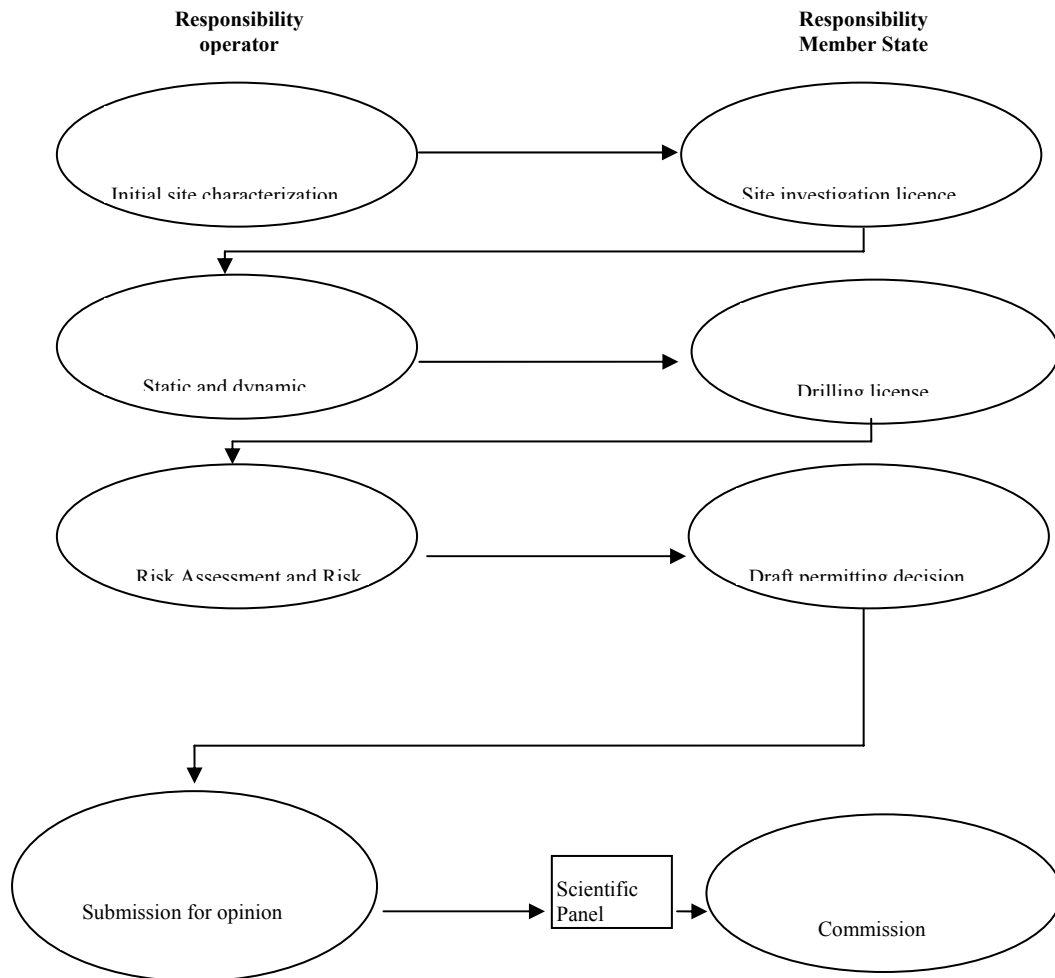 Responsibility
operator
Responsibility
Member State
Initial site characterization
Site investigation licence
Static and dynamic
Drilling license
Risk Assessment and Risk
Draft permitting decision
Submission for opinion
Scientific
Panel
Commission